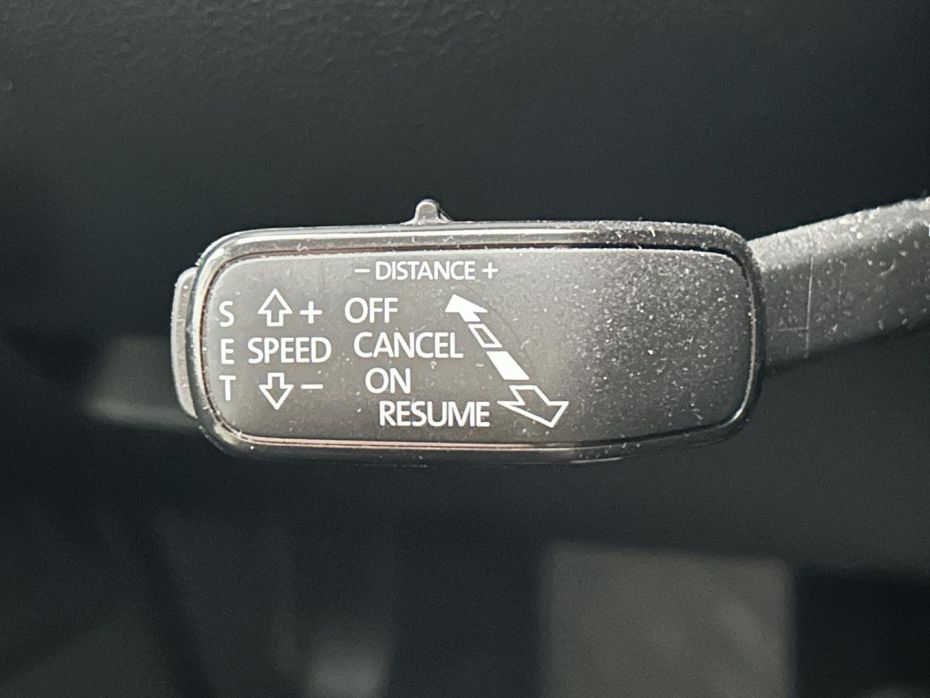 − DISTANCE +
S + OFF
E SPEED CANCEL
T − ON
RESUME